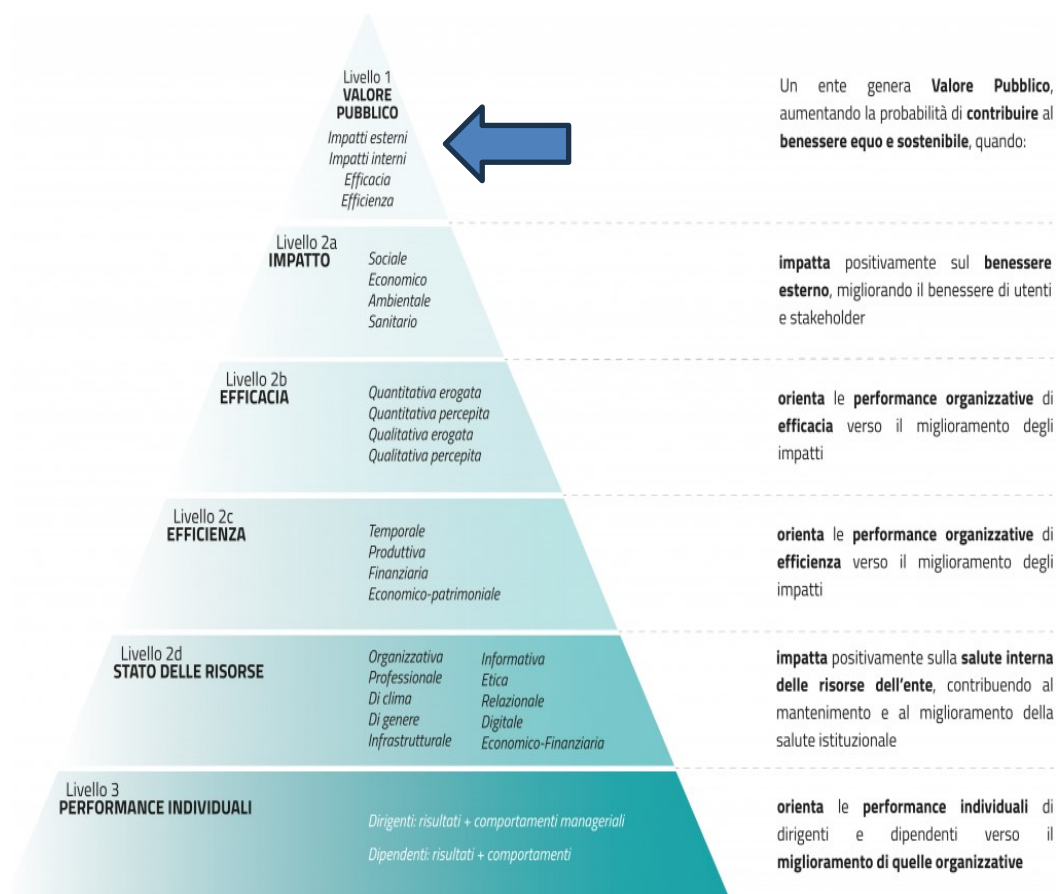 Livello 1
VALORE
PUBBLICO
Impatti esterni
Impatti interni
Efficacia
Efficienza
Un ente genera Valore Pubblico,
aumentando la probabilità di contribuire al
benessere equo e sostenibile, quando:
Livello 2a
IMPATTO
Sociale
Economico
Ambientale
Sanitario
impatta positivamente sul benessere
esterno, migliorando il benessere di utenti
e stakeholder
Livello 2b
EFFICACIA
Quantitativa erogata
Quantitativa percepita
Qualitativa erogata
Qualitativa percepita
orienta le performance organizzative di
efficacia verso il miglioramento degli
impatti
Livello 2c
EFFICIENZA
Temporale
Produttiva
Finanziaria
Economico-patrimoniale
orienta le performance organizzative di
efficienza verso il miglioramento degli
impatti
Livello 2d
STATO DELLE RISORSE
Organizzativa
Professionale
Di clima
Di genere
Infrastrutturale
Informativa
Etica
Relazionale
Digitale
Economico-Finanziaria
impatta positivamente sulla salute interna
delle risorse dell'ente, contribuendo al
mantenimento e al miglioramento della
salute istituzionale
Livello 3
PERFORMANCE INDIVIDUALI
Dirigenti: risultati + comportamenti manageriali
Dipendenti: risultati + comportamenti
orienta le performance individuali di
dirigenti e dipendenti verso il
miglioramento di quelle organizzative